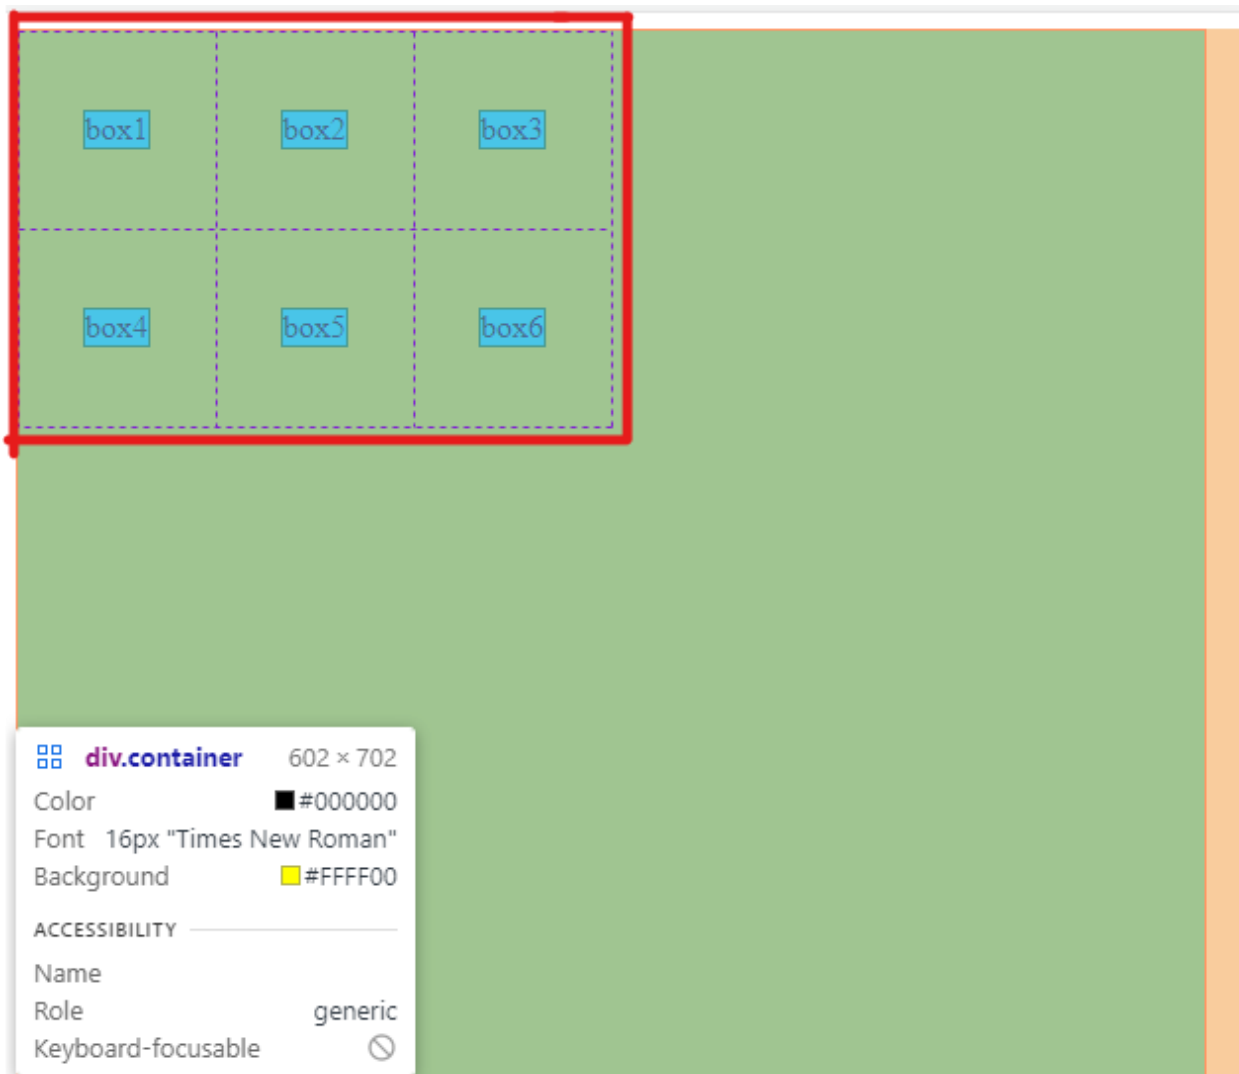 box1 box2 box3
box4 box5 box6
div.container 602 × 702
Color #000000
Font 16px "Times New Roman"
Background #FFFF00
ACCESSIBILITY
Name
Role generic
Keyboard-focusable